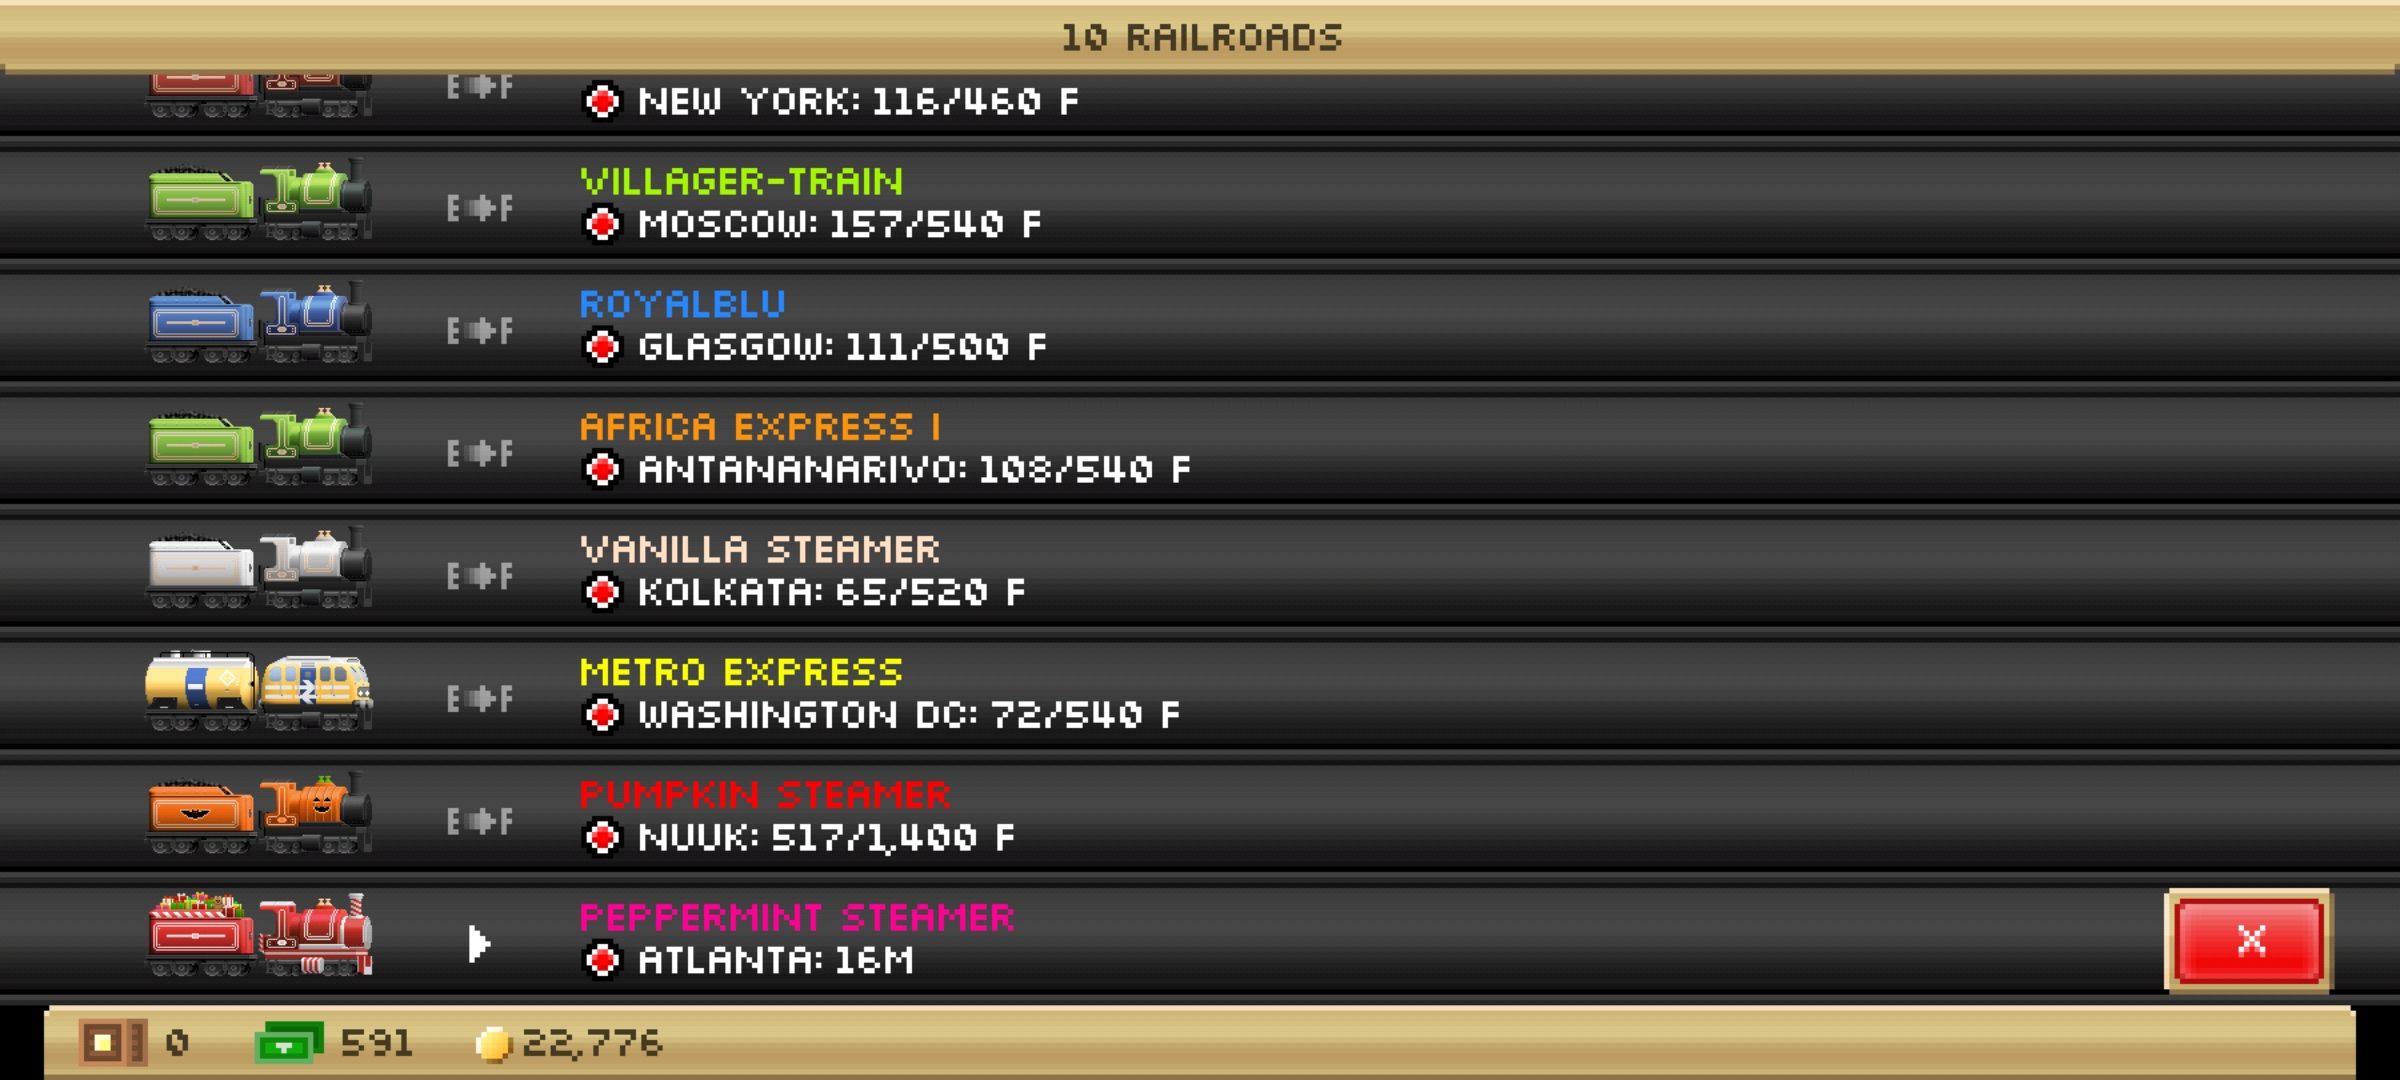 10 RAILROADS
E F
NEW YORK: 116/460 F
VILLAGER-TRAIN
E F
MOSCOW: 157/540 F
ROYALBLU
E F
GLASGOW: 111/500 F
AFRICA EXPRESS I
E F
ANTANANARIVO: 108/540 F
VANILLA STEAMER
E F
KOLKATA: 65/520 F
METRO EXPRESS
E F
WASHINGTON DC: 72/540 F
PUMPKIN STEAMER
E F
NUUK: 517/1,400 F
PEPPERMINT STEAMER
ATLANTA: 16M
X
0 591 22,776